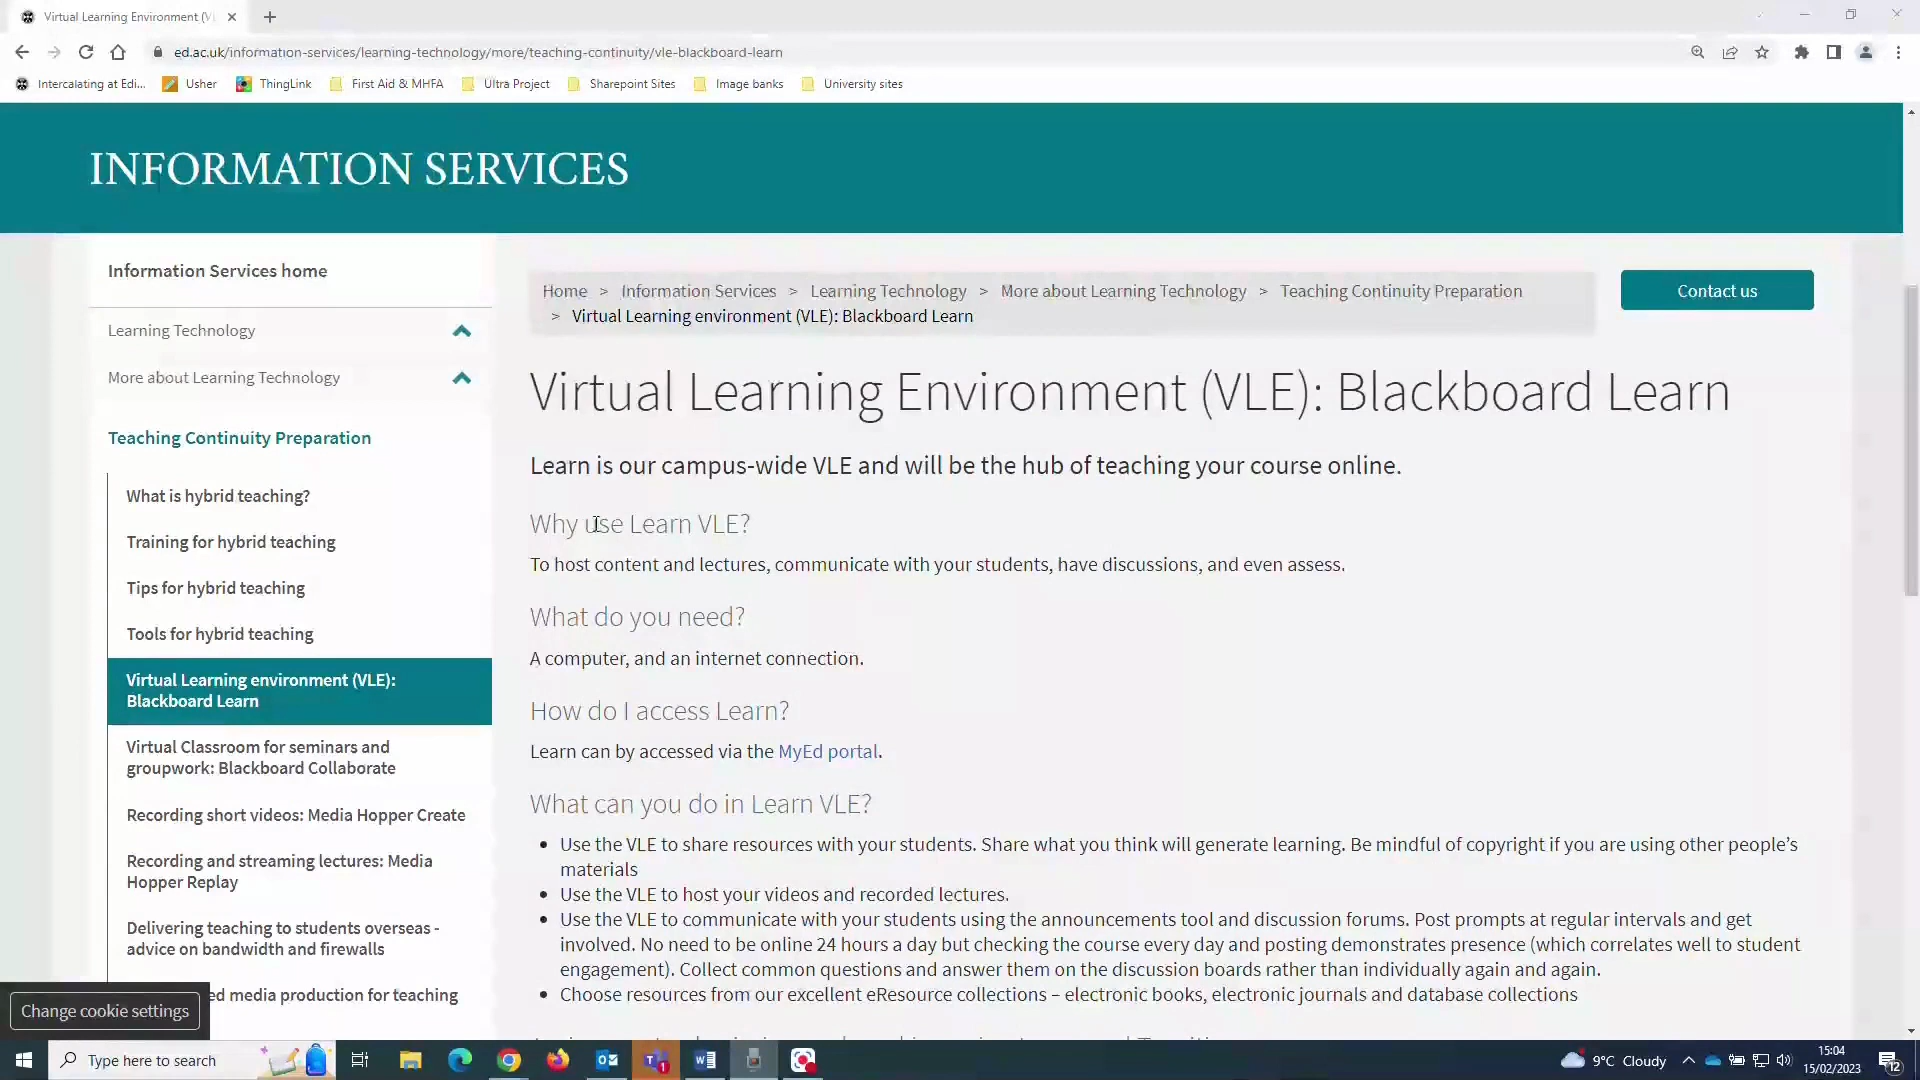 Virtual Learning Environment (V
ed.ac.uk/information-services/learning-technology/more/teaching-continuity/vle-blackboard-learn
Intercalating at Edi... Usher ThingLink First Aid & MHFA Ultra Project Sharepoint Sites Image banks University sites
INFORMATION SERVICES
Information Services home
Learning Technology
More about Learning Technology
Teaching Continuity Preparation
What is hybrid teaching?
Training for hybrid teaching
Tips for hybrid teaching
Tools for hybrid teaching
Virtual Learning environment (VLE):
Blackboard Learn
Virtual Classroom for seminars and
groupwork: Blackboard Collaborate
Recording short videos: Media Hopper Create
Recording and streaming lectures: Media
Hopper Replay
Delivering teaching to students overseas -
advice on bandwidth and firewalls
ed media production for teaching
Change cookie settings
Home > Information Services > Learning Technology > More about Learning Technology > Teaching Continuity Preparation
> Virtual Learning environment (VLE): Blackboard Learn
Contact us
Virtual Learning Environment (VLE): Blackboard Learn
Learn is our campus-wide VLE and will be the hub of teaching your course online.
Why use Learn VLE?
To host content and lectures, communicate with your students, have discussions, and even assess.
What do you need?
A computer, and an internet connection.
How do I access Learn?
Learn can by accessed via the MyEd portal.
What can you do in Learn VLE?
• Use the VLE to share resources with your students. Share what you think will generate learning. Be mindful of copyright if you are using other people’s
materials
• Use the VLE to host your videos and recorded lectures.
• Use the VLE to communicate with your students using the announcements tool and discussion forums. Post prompts at regular intervals and get
involved. No need to be online 24 hours a day but checking the course every day and posting demonstrates presence (which correlates well to student
engagement). Collect common questions and answer them on the discussion boards rather than individually again and again.
• Choose resources from our excellent eResource collections – electronic books, electronic journals and database collections
Type here to search
9°C Cloudy
15:04
15/02/2023
12